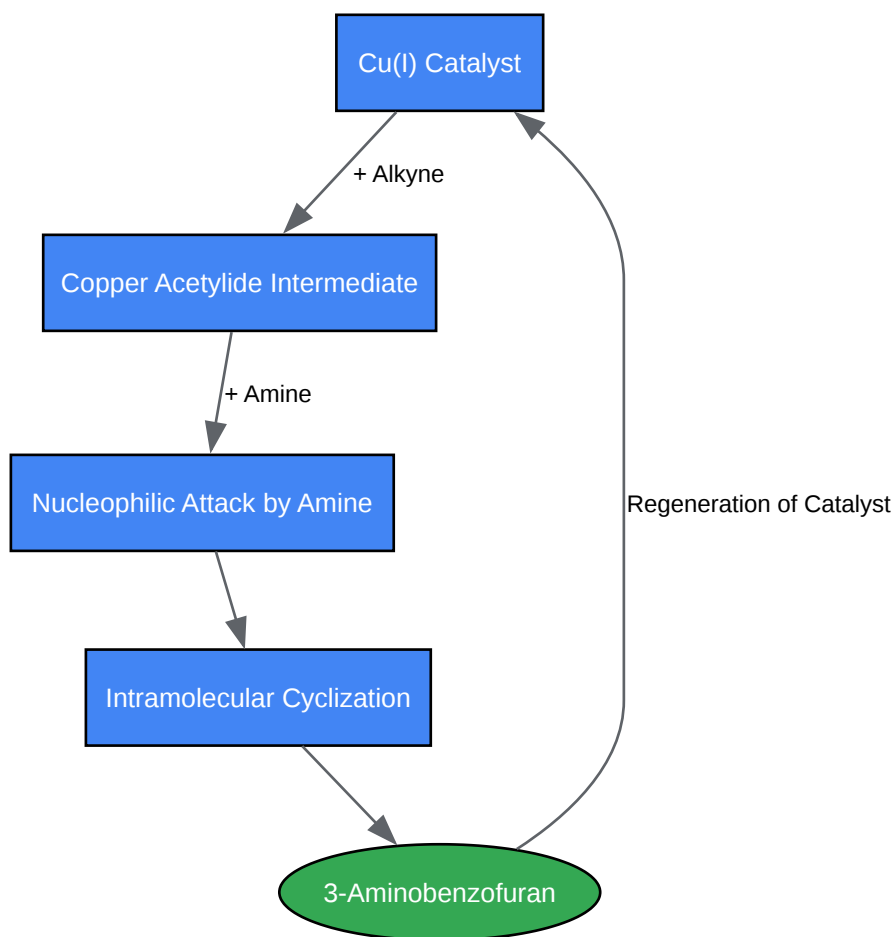 Cu(I) Catalyst
+ Alkyne
Copper Acetylide Intermediate
+ Amine
Nucleophilic Attack by Amine
Regeneration of Catalyst
Intramolecular Cyclization
3-Aminobenzofuran